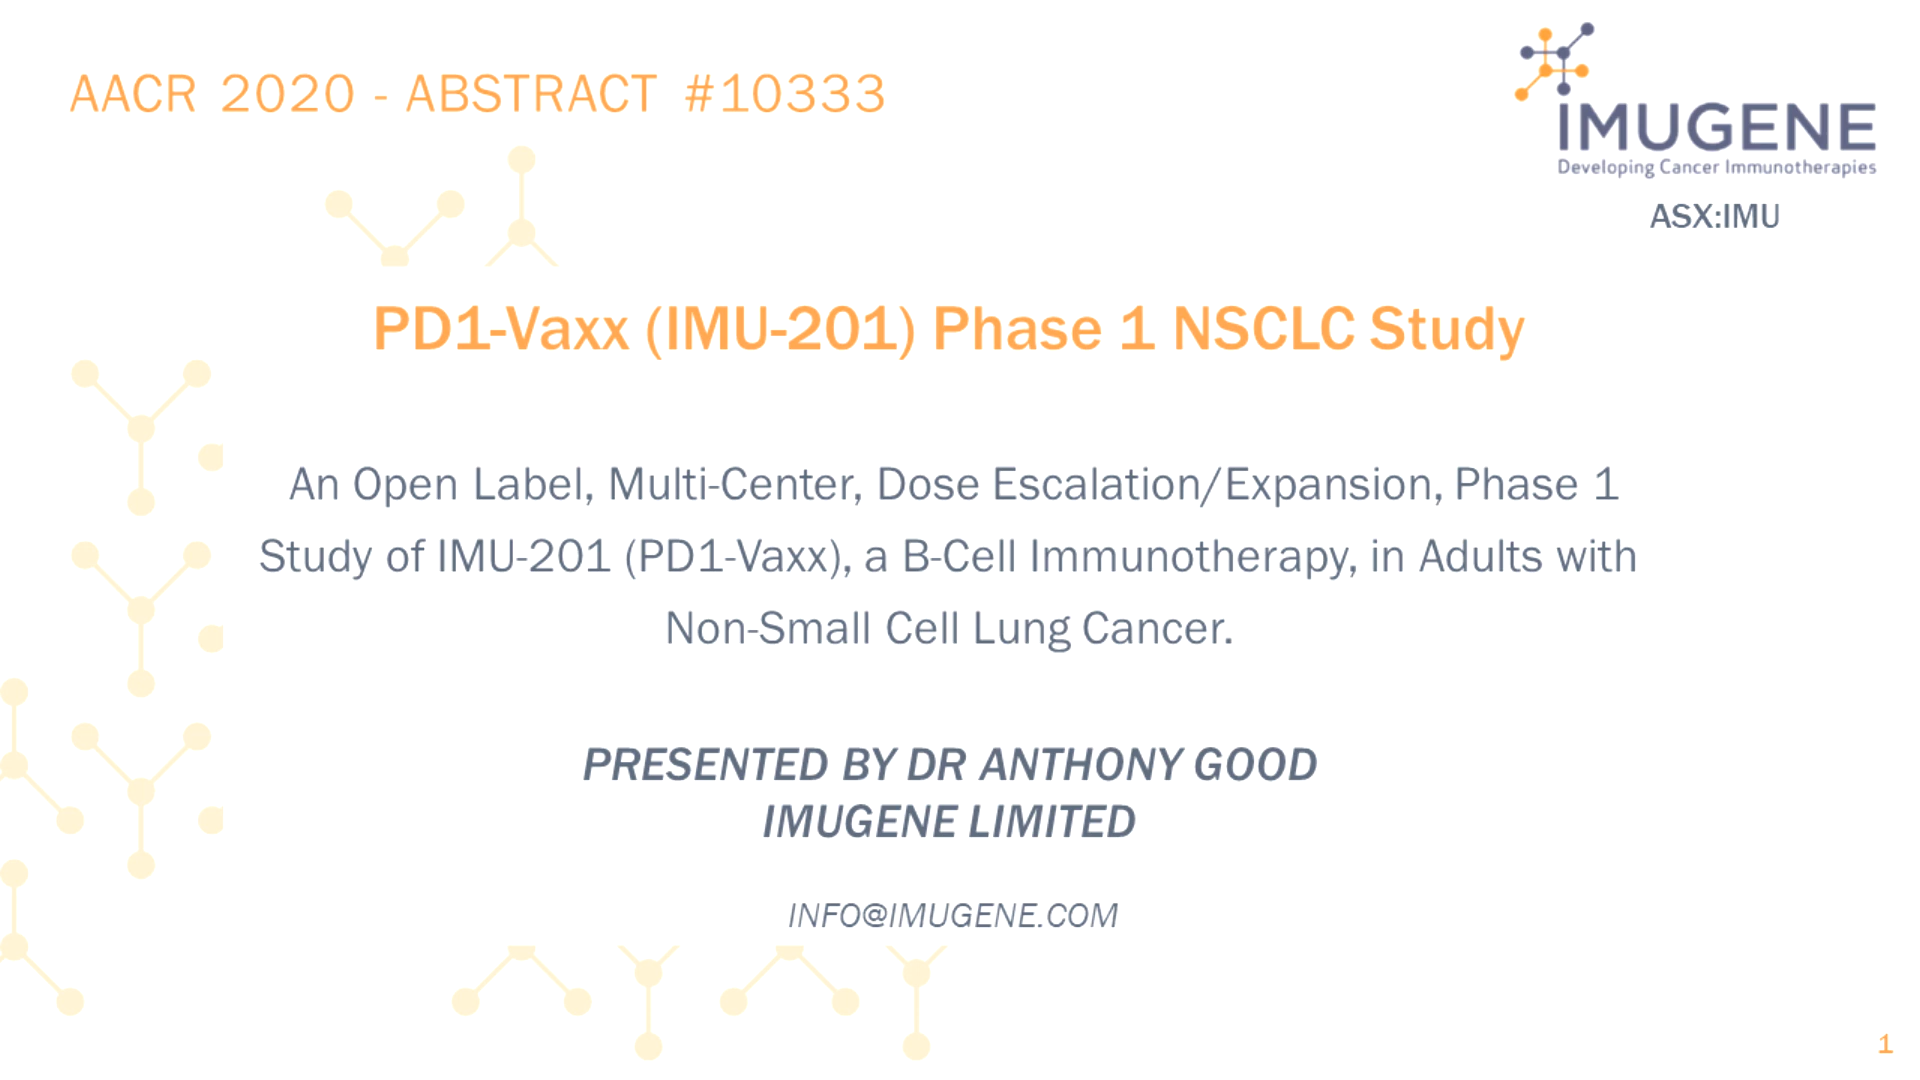 AACR 2020 - ABSTRACT #10333
IMUGENE
Developing Cancer Immunotherapies
ASX:IMU
PD1-Vaxx (IMU-201) Phase 1 NSCLC Study
An Open Label, Multi-Center, Dose Escalation/Expansion, Phase 1
Study of IMU-201 (PD1-Vaxx), a B-Cell Immunotherapy, in Adults with
Non-Small Cell Lung Cancer.
PRESENTED BY DR ANTHONY GOOD
IMUGENE LIMITED
INFO@IMUGENE.COM
1